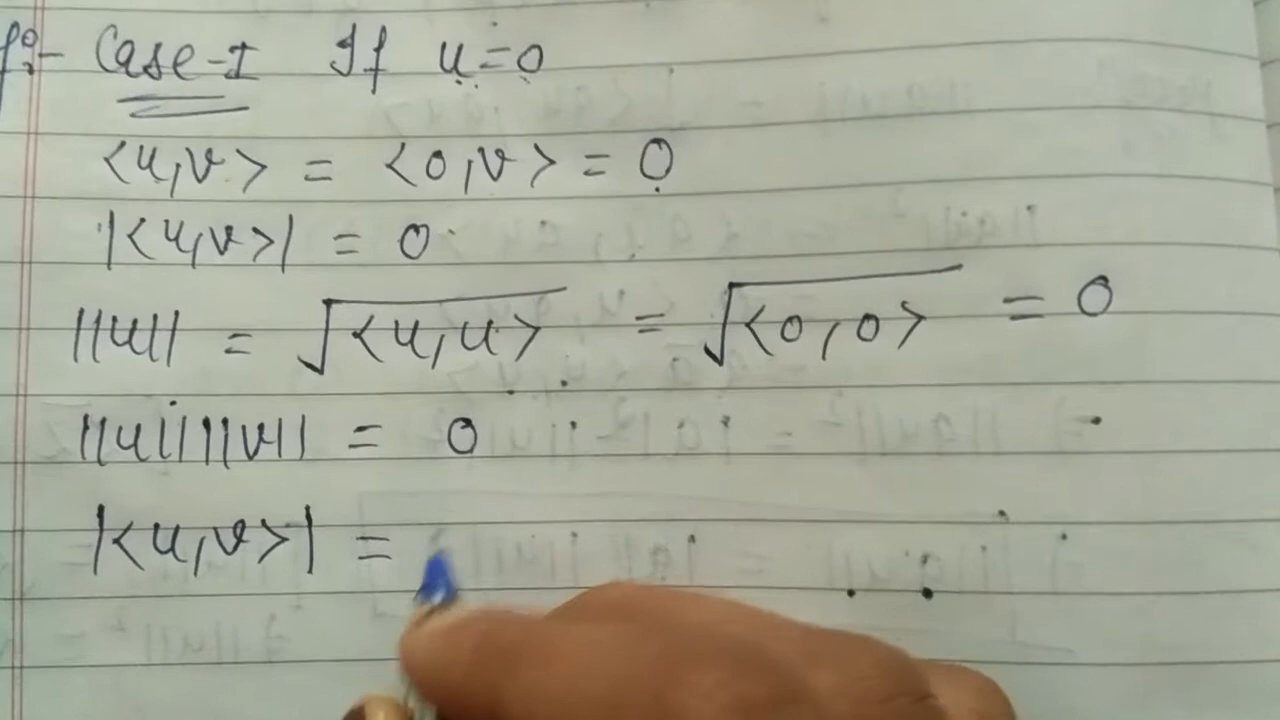 f:- Case-I If u=0
<u,v> = <0,v> = 0
|<u,v>| = 0
||u|| = √<u,u> = √<0,0> = 0
||u|| ||v|| = 0
|<u,v>| =